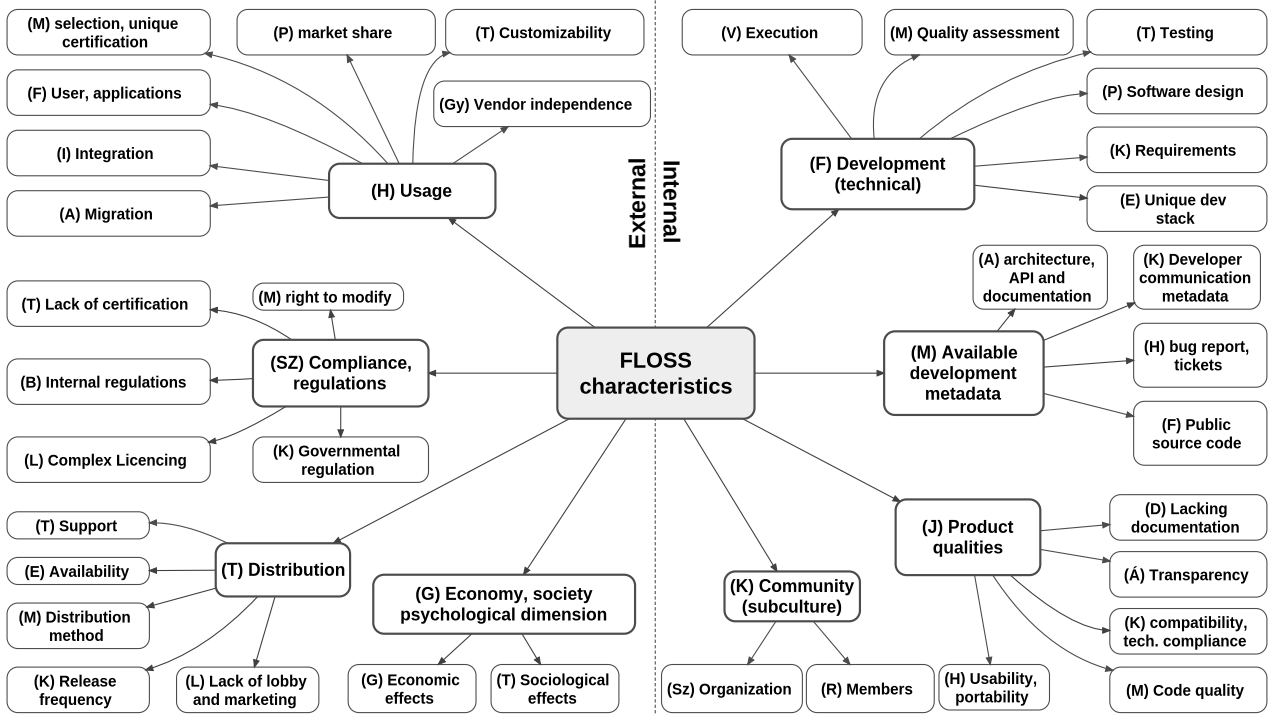 (M) selection, unique
certification
(P) market share
(T) Customizability
(F) User, applications
(Gy) Vendor independence
(I) Integration
(A) Migration
(H) Usage
External
Internal
(V) Execution
(M) Quality assessment
(T) Testing
(P) Software design
(K) Requirements
(E) Unique dev
stack
(F) Development
(technical)
(T) Lack of certification
(M) right to modify
(SZ) Compliance,
regulations
(B) Internal regulations
(L) Complex Licencing
(K) Governmental
regulation
FLOSS
characteristics
(A) architecture,
API and
documentation
(K) Developer
communication
metadata
(M) Available
development
metadata
(H) bug report,
tickets
(F) Public
source code
(T) Support
(E) Availability
(M) Distribution
method
(K) Release
frequency
(T) Distribution
(L) Lack of lobby
and marketing
(G) Economy, society
psychological dimension
(G) Economic
effects
(T) Sociological
effects
(K) Community
(subculture)
(Sz) Organization
(R) Members
(J) Product
qualities
(D) Lacking
documentation
(Á) Transparency
(K) compatibility,
tech. compliance
(H) Usability,
portability
(M) Code quality